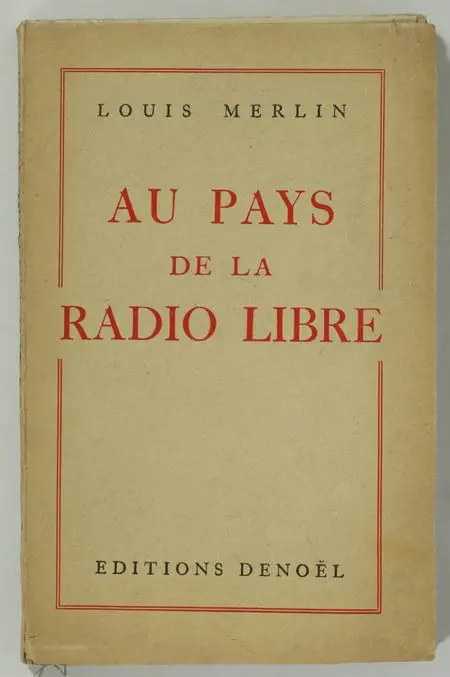 LOUIS MERLIN
AU PAYS
DE LA
RADIO LIBRE
EDITIONS DENOËL